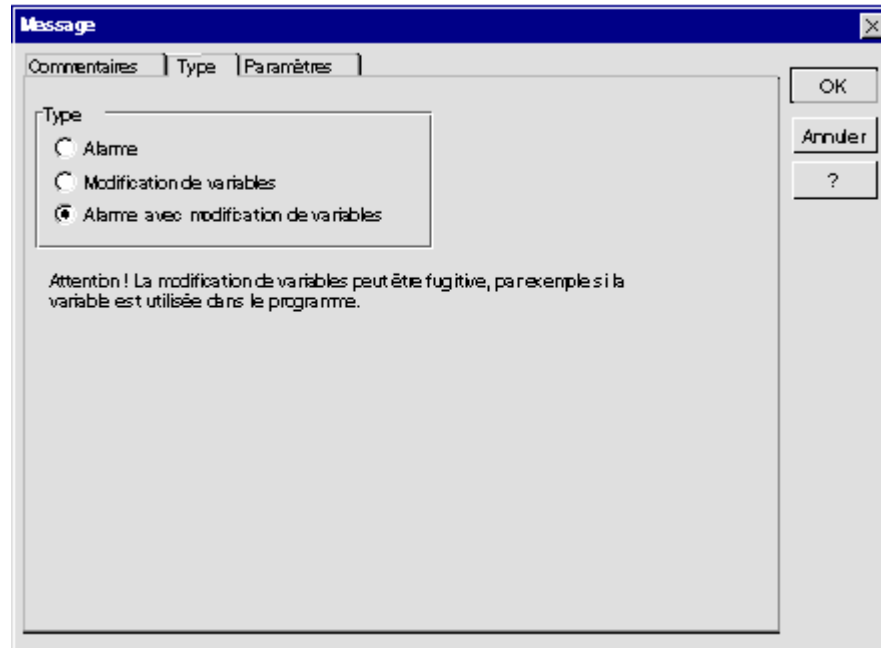 Message
Commentaires Type Paramètres
OK
Type
Annuler
Alarme
?
Modification de variables
Alarme avec modification de variables
Attention ! La modification de variables peut être fugitive, par exemple si la
variable est utilisée dans le programme.